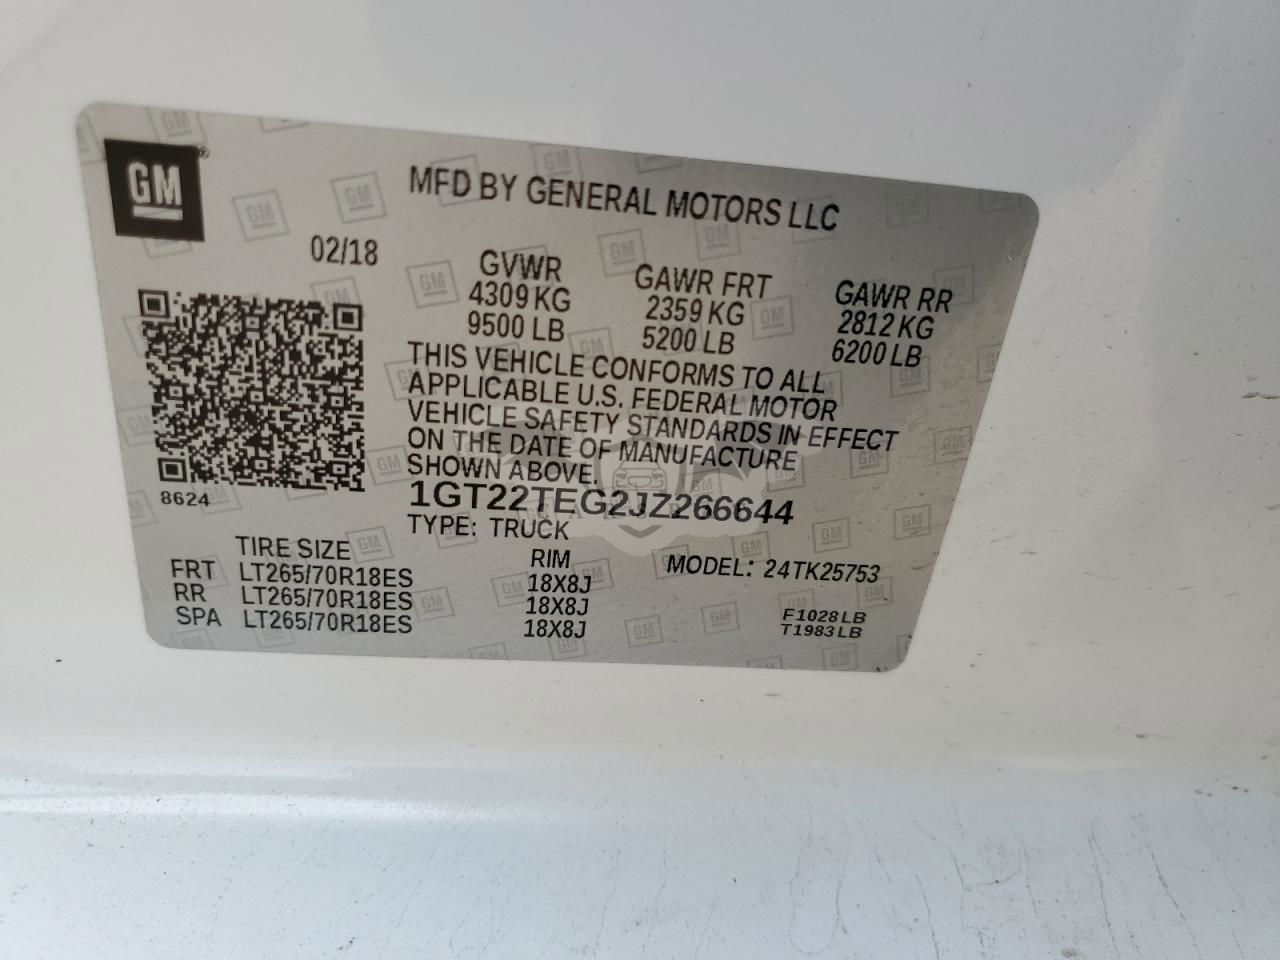 GM
MFD BY GENERAL MOTORS LLC
02/18
GVWR GAWR FRT GAWR RR
4309 KG 2359 KG 2812 KG
9500 LB 5200 LB 6200 LB
THIS VEHICLE CONFORMS TO ALL
APPLICABLE U.S. FEDERAL MOTOR
VEHICLE SAFETY STANDARDS IN EFFECT
ON THE DATE OF MANUFACTURE
SHOWN ABOVE.
8624
1GT22TEG2JZ266644
TYPE: TRUCK
TIRE SIZE RIM MODEL: 24TK25753
FRT LT265/70R18ES 18X8J
RR LT265/70R18ES 18X8J
SPA LT265/70R18ES 18X8J
F1028LB
T1983LB